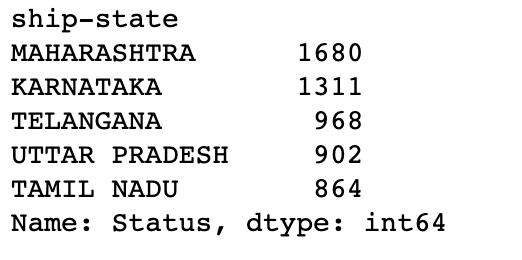 ship-state
MAHARASHTRA      1680
KARNATAKA        1311
TELANGANA         968
UTTAR PRADESH     902
TAMIL NADU        864
Name: Status, dtype: int64